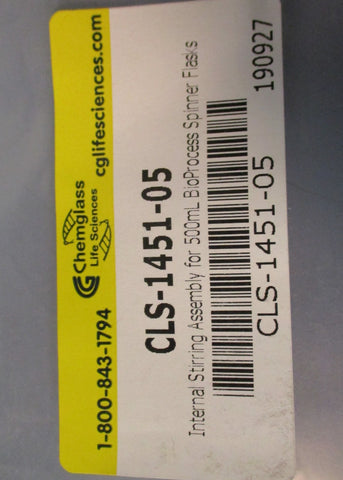 1-800-843-1794
Chemglass
Life Sciences
cglifesciences.com
CLS-1451-05
Internal Stirring Assembly for 500mL BioProcess Spinner Flasks
CLS-1451-05
190927